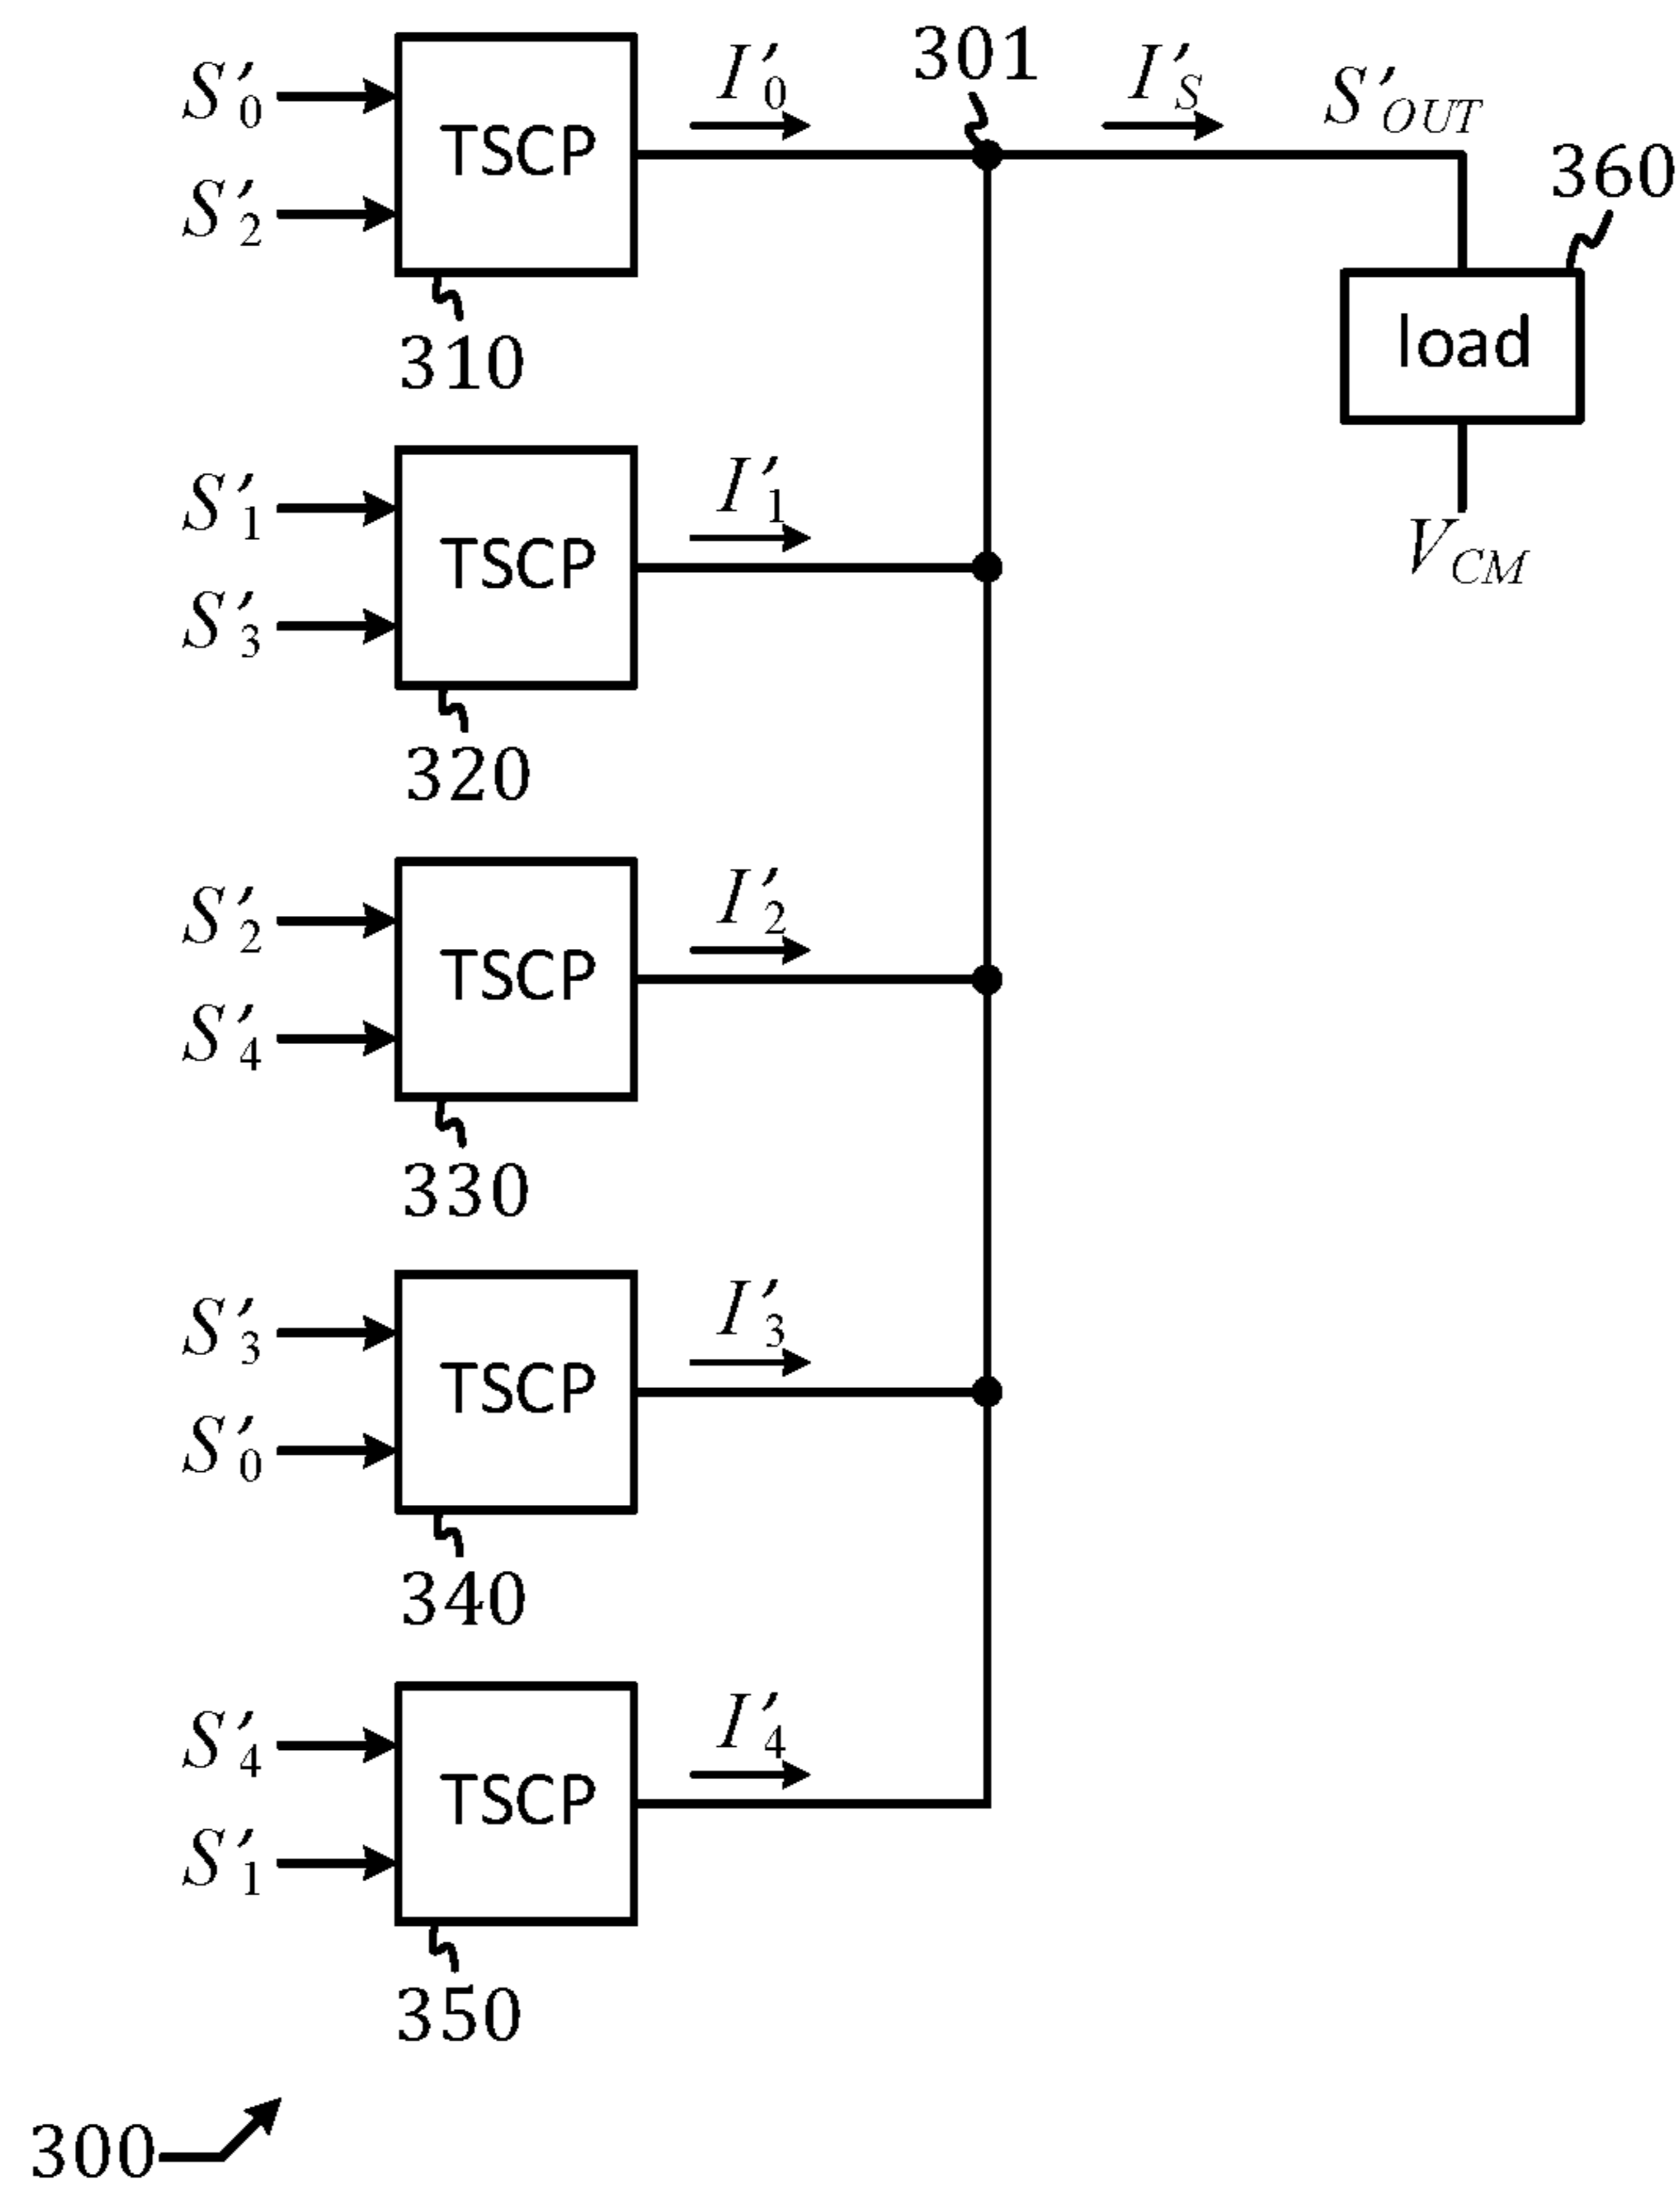 301
I′0
I′S
S′OUT
S′0
TSCP
360
S′2
310
load
I′1
S′1
TSCP
VCM
S′3
320
I′2
S′2
TSCP
S′4
330
I′3
S′3
TSCP
S′0
340
I′4
S′4
TSCP
S′1
350
300